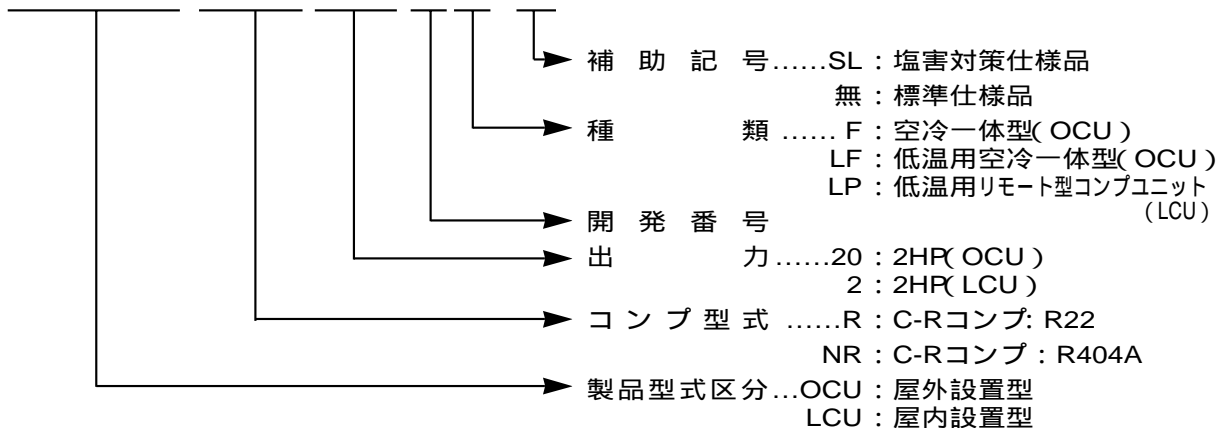 補助記号……SL：塩害対策仕様品
無：標準仕様品
種類……F：空冷一体型(OCU)
LF：低温用空冷一体型(OCU)
LP：低温用リモート型コンプユニット
(LCU)
開発番号
出力……20：2HP(OCU)
2：2HP(LCU)
コンプ型式……R：C-Rコンプ：R22
NR：C-Rコンプ：R404A
製品型式区分…OCU：屋外設置型
LCU：屋内設置型